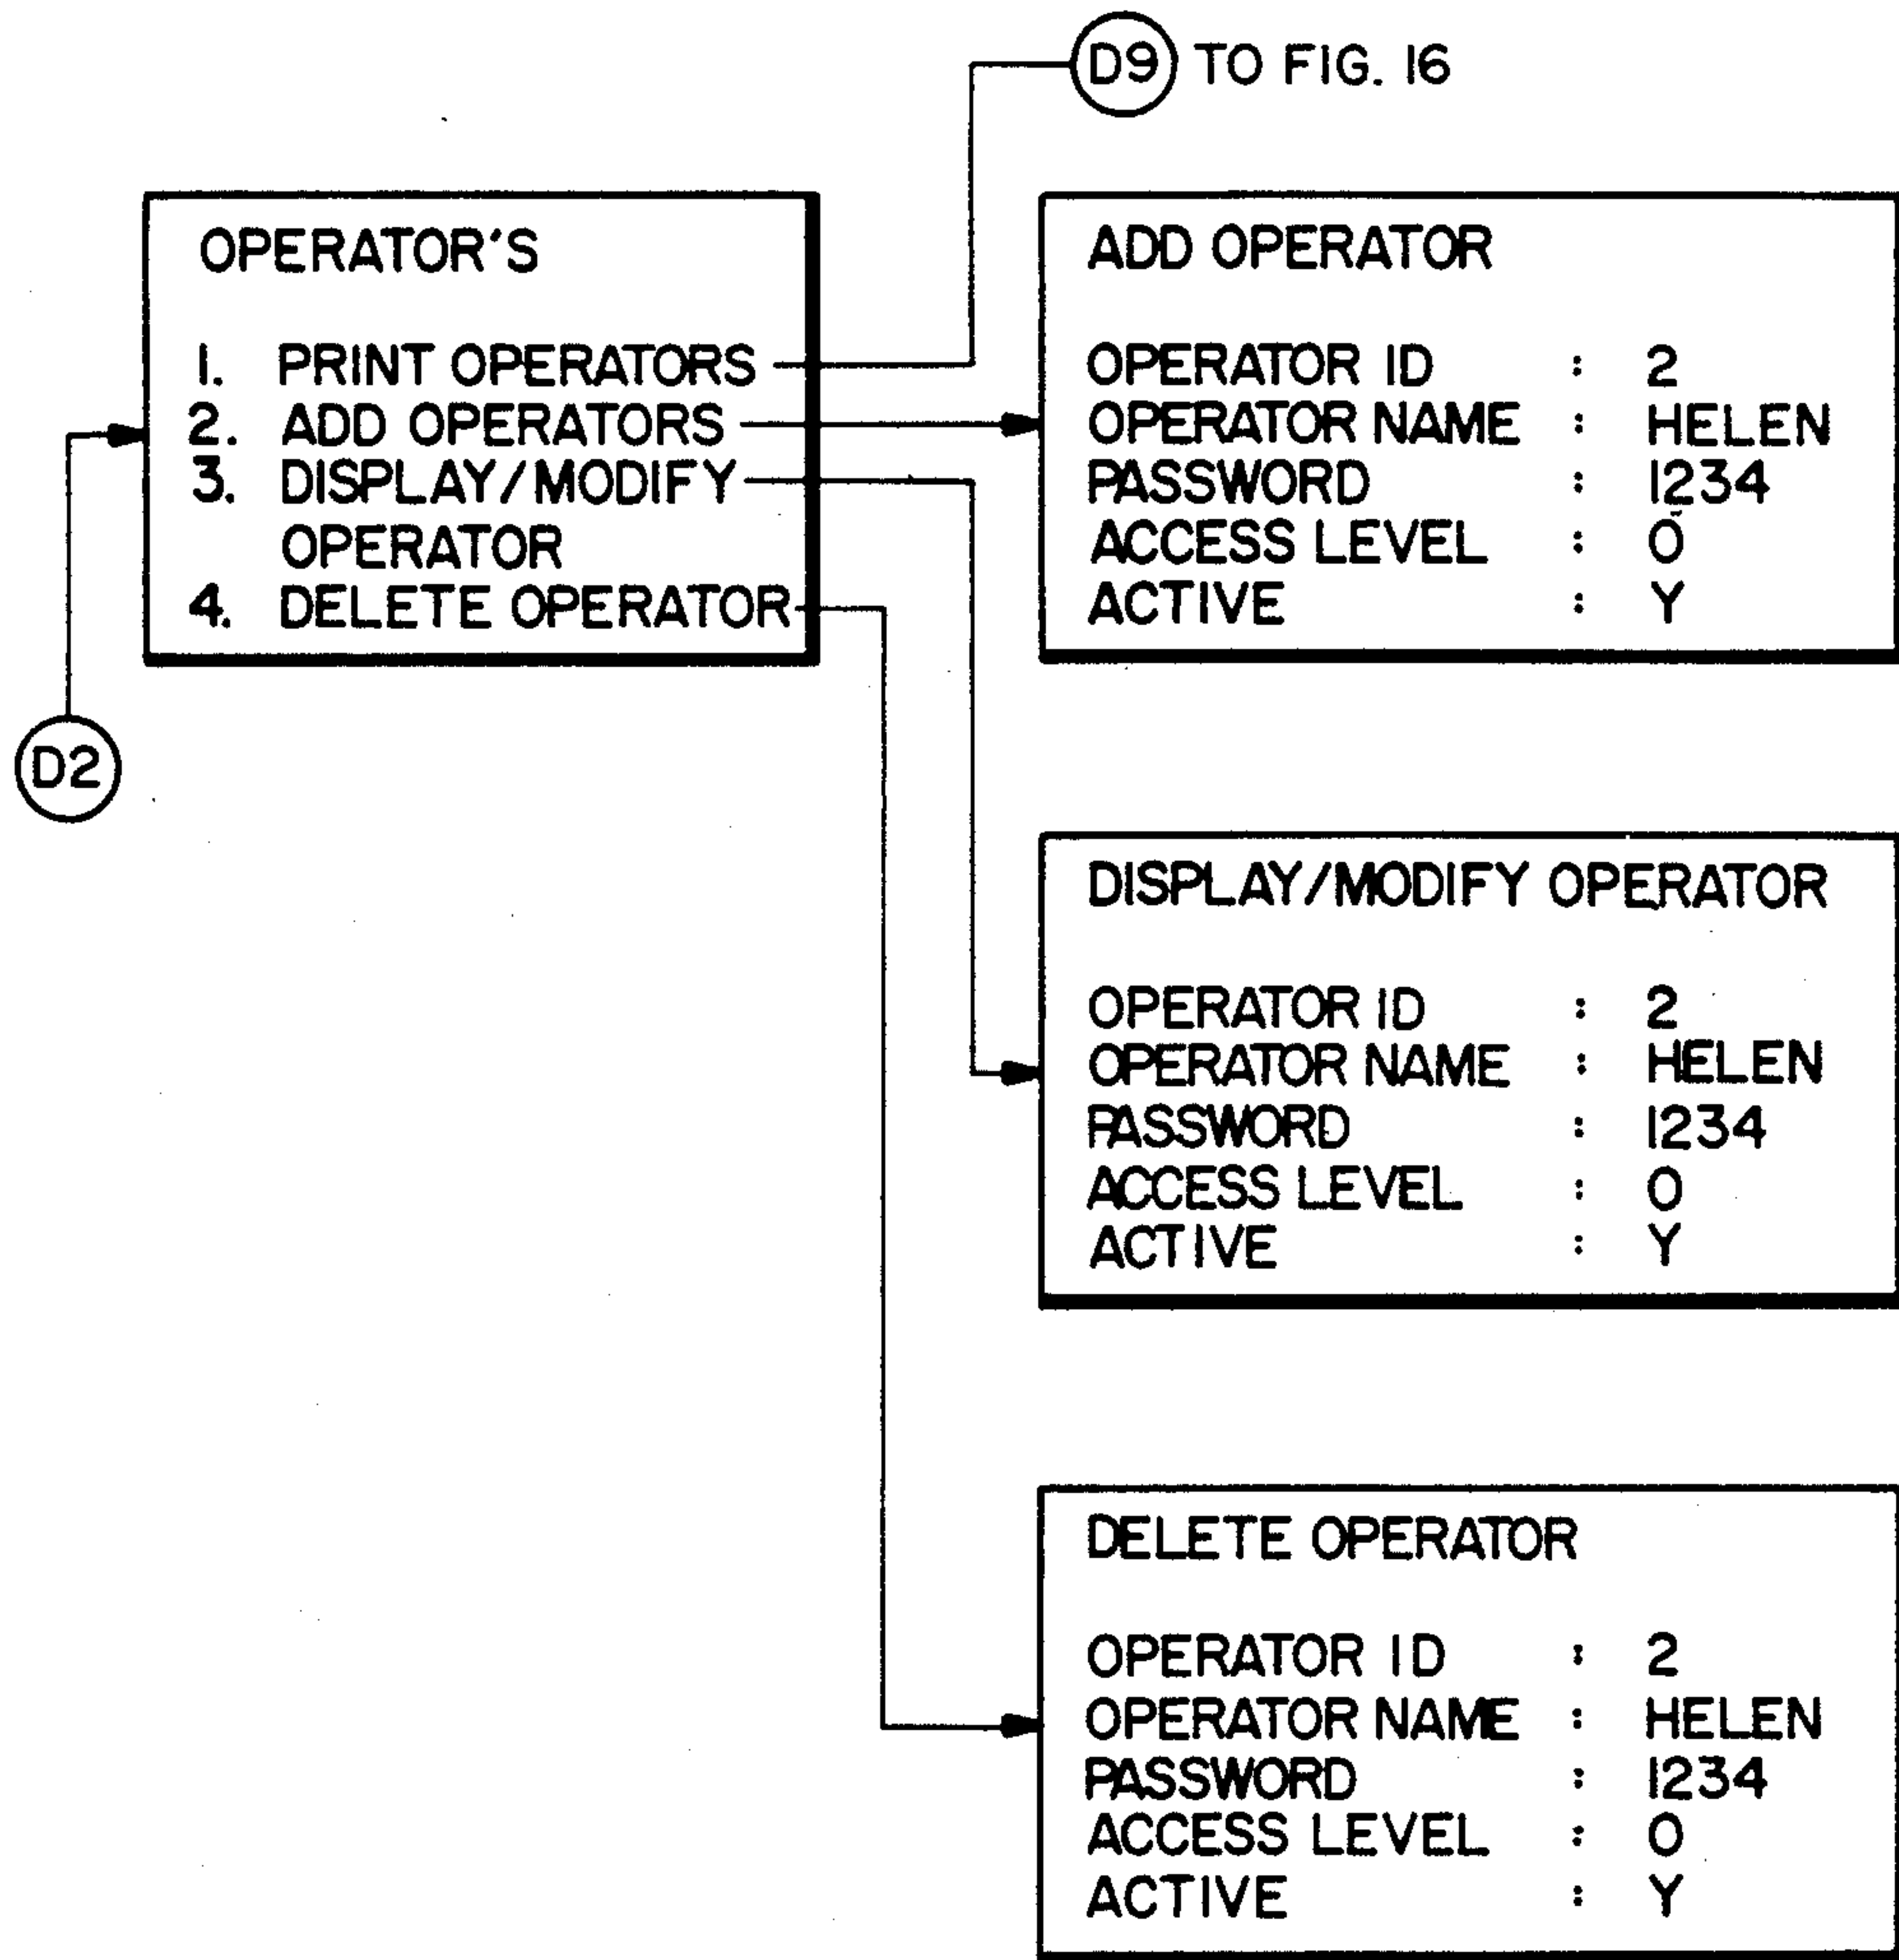 D9 TO FIG. 16
OPERATOR'S
1. PRINT OPERATORS
2. ADD OPERATORS
3. DISPLAY/MODIFY
OPERATOR
4. DELETE OPERATOR
D2
ADD OPERATOR
OPERATOR ID : 2
OPERATOR NAME : HELEN
PASSWORD : 1234
ACCESS LEVEL : 0
ACTIVE : Y
DISPLAY/MODIFY OPERATOR
OPERATOR ID : 2
OPERATOR NAME : HELEN
PASSWORD : 1234
ACCESS LEVEL : 0
ACTIVE : Y
DELETE OPERATOR
OPERATOR ID : 2
OPERATOR NAME : HELEN
PASSWORD : 1234
ACCESS LEVEL : 0
ACTIVE : Y